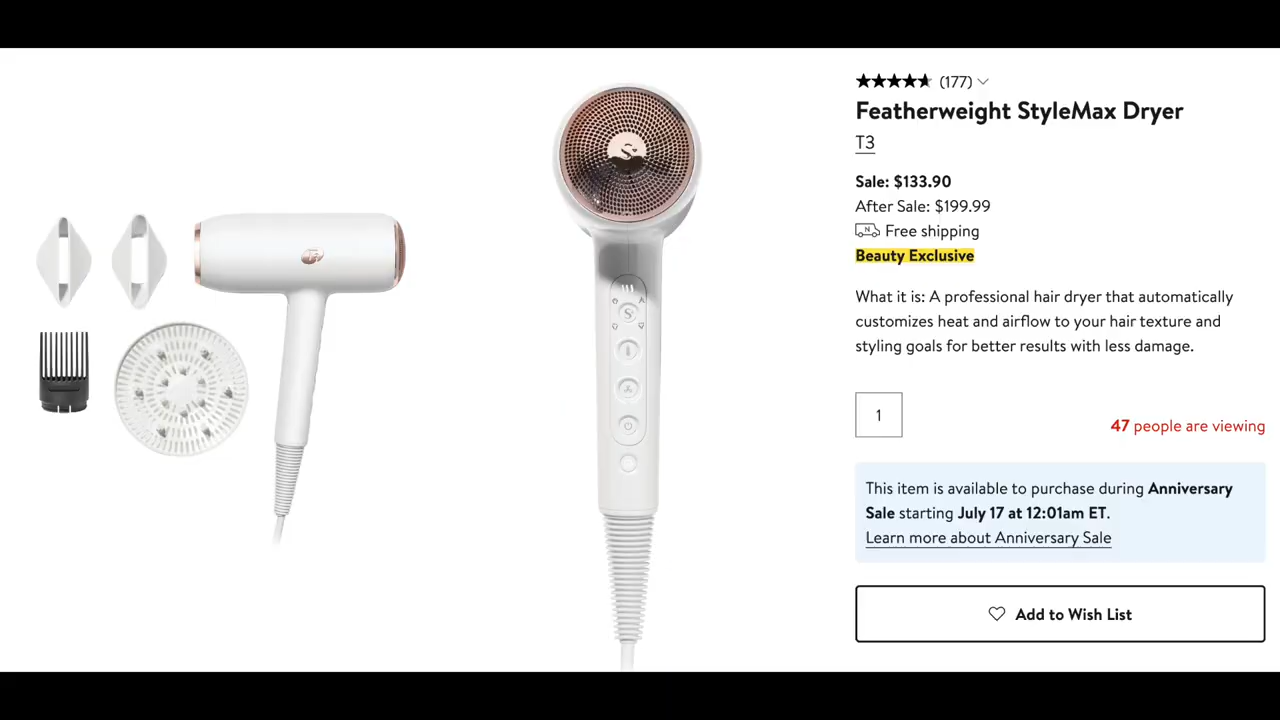 (177)
Featherweight StyleMax Dryer
T3
Sale: $133.90
After Sale: $199.99
Free shipping
Beauty Exclusive
What it is: A professional hair dryer that automatically
customizes heat and airflow to your hair texture and
styling goals for better results with less damage.
1
47 people are viewing
This item is available to purchase during Anniversary
Sale starting July 17 at 12:01am ET.
Learn more about Anniversary Sale
Add to Wish List